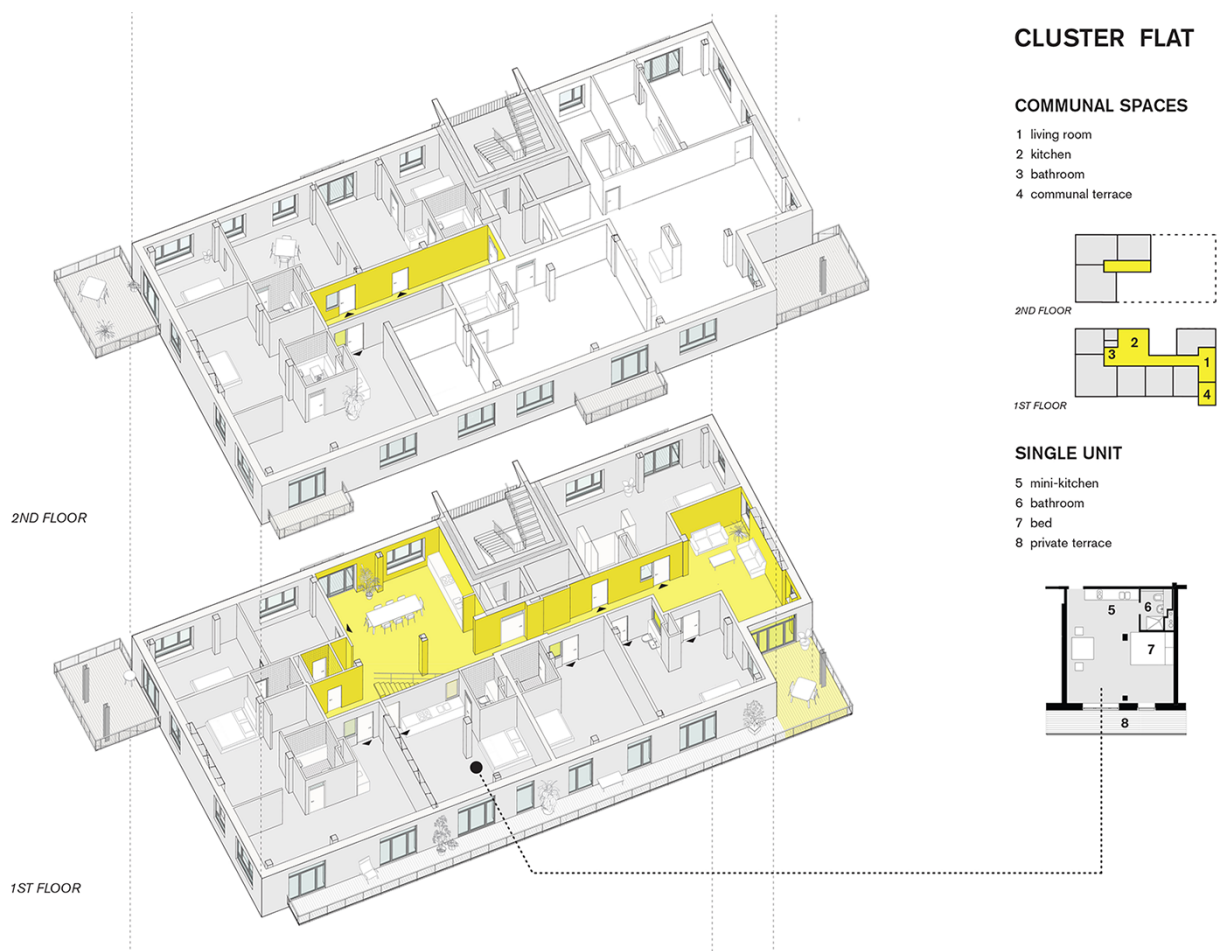 CLUSTER FLAT
COMMUNAL SPACES
1 living room
2 kitchen
3 bathroom
4 communal terrace
2ND FLOOR
2
3
1
4
1ST FLOOR
SINGLE UNIT
5 mini-kitchen
6 bathroom
7 bed
8 private terrace
5
6
7
8
2ND FLOOR
1ST FLOOR